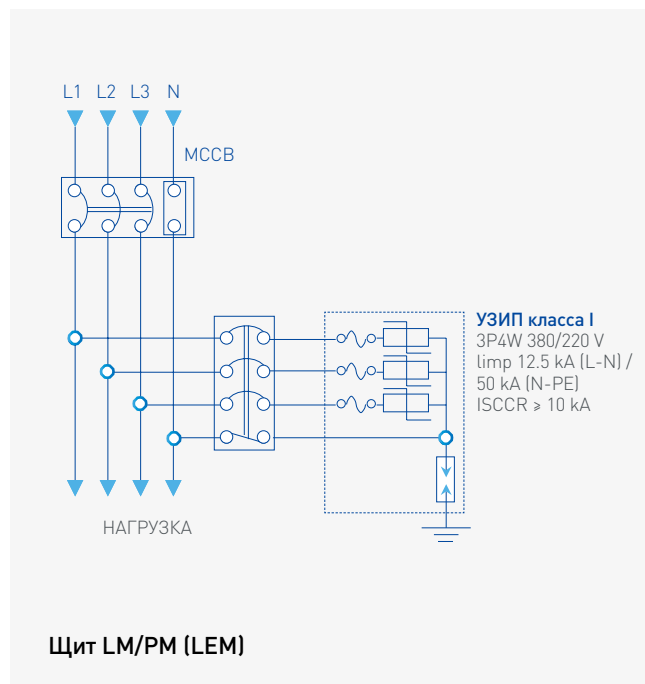 L1 L2 L3 N
MCCB
УЗИП класса I
3P4W 380/220 V
limp 12.5 kA (L-N) /
50 kA (N-PE)
ISCCR ≥ 10 kA
НАГРУЗКА
Щит LM/PM (LEM)